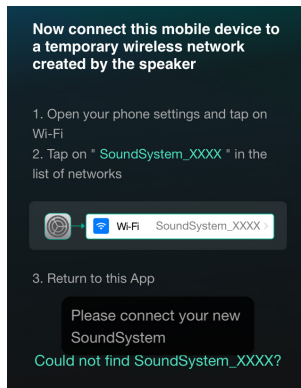 Now connect this mobile device to
a temporary wireless network
created by the speaker
1. Open your phone settings and tap on
Wi-Fi
2. Tap on " SoundSystem_XXXX " in the
list of networks
Wi-Fi SoundSystem_XXXX
3. Return to this App
Please connect your new
SoundSystem
Could not find SoundSystem_XXXX?